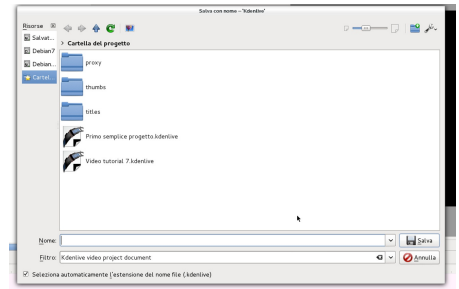 Salva con nome – 'Kdenlive'
Risorse
Salvat...
Debian7
Debian...
Cartel...
> Cartella del progetto
proxy
thumbs
titles
Primo semplice progetto.kdenlive
Video tutorial 7.kdenlive
Nome:
Salva
Filtro: Kdenlive video project document
Annulla
Seleziona automaticamente l'estensione del nome file (.kdenlive)